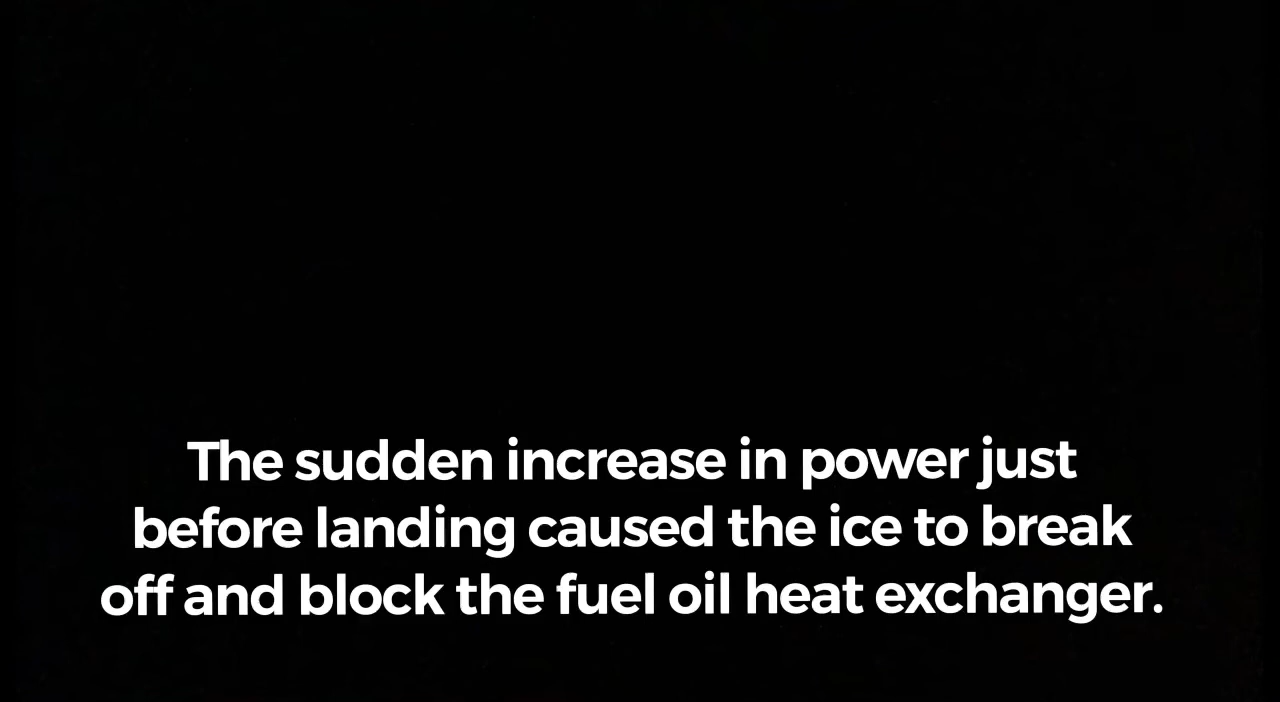 The sudden increase in power just
before landing caused the ice to break
off and block the fuel oil heat exchanger.